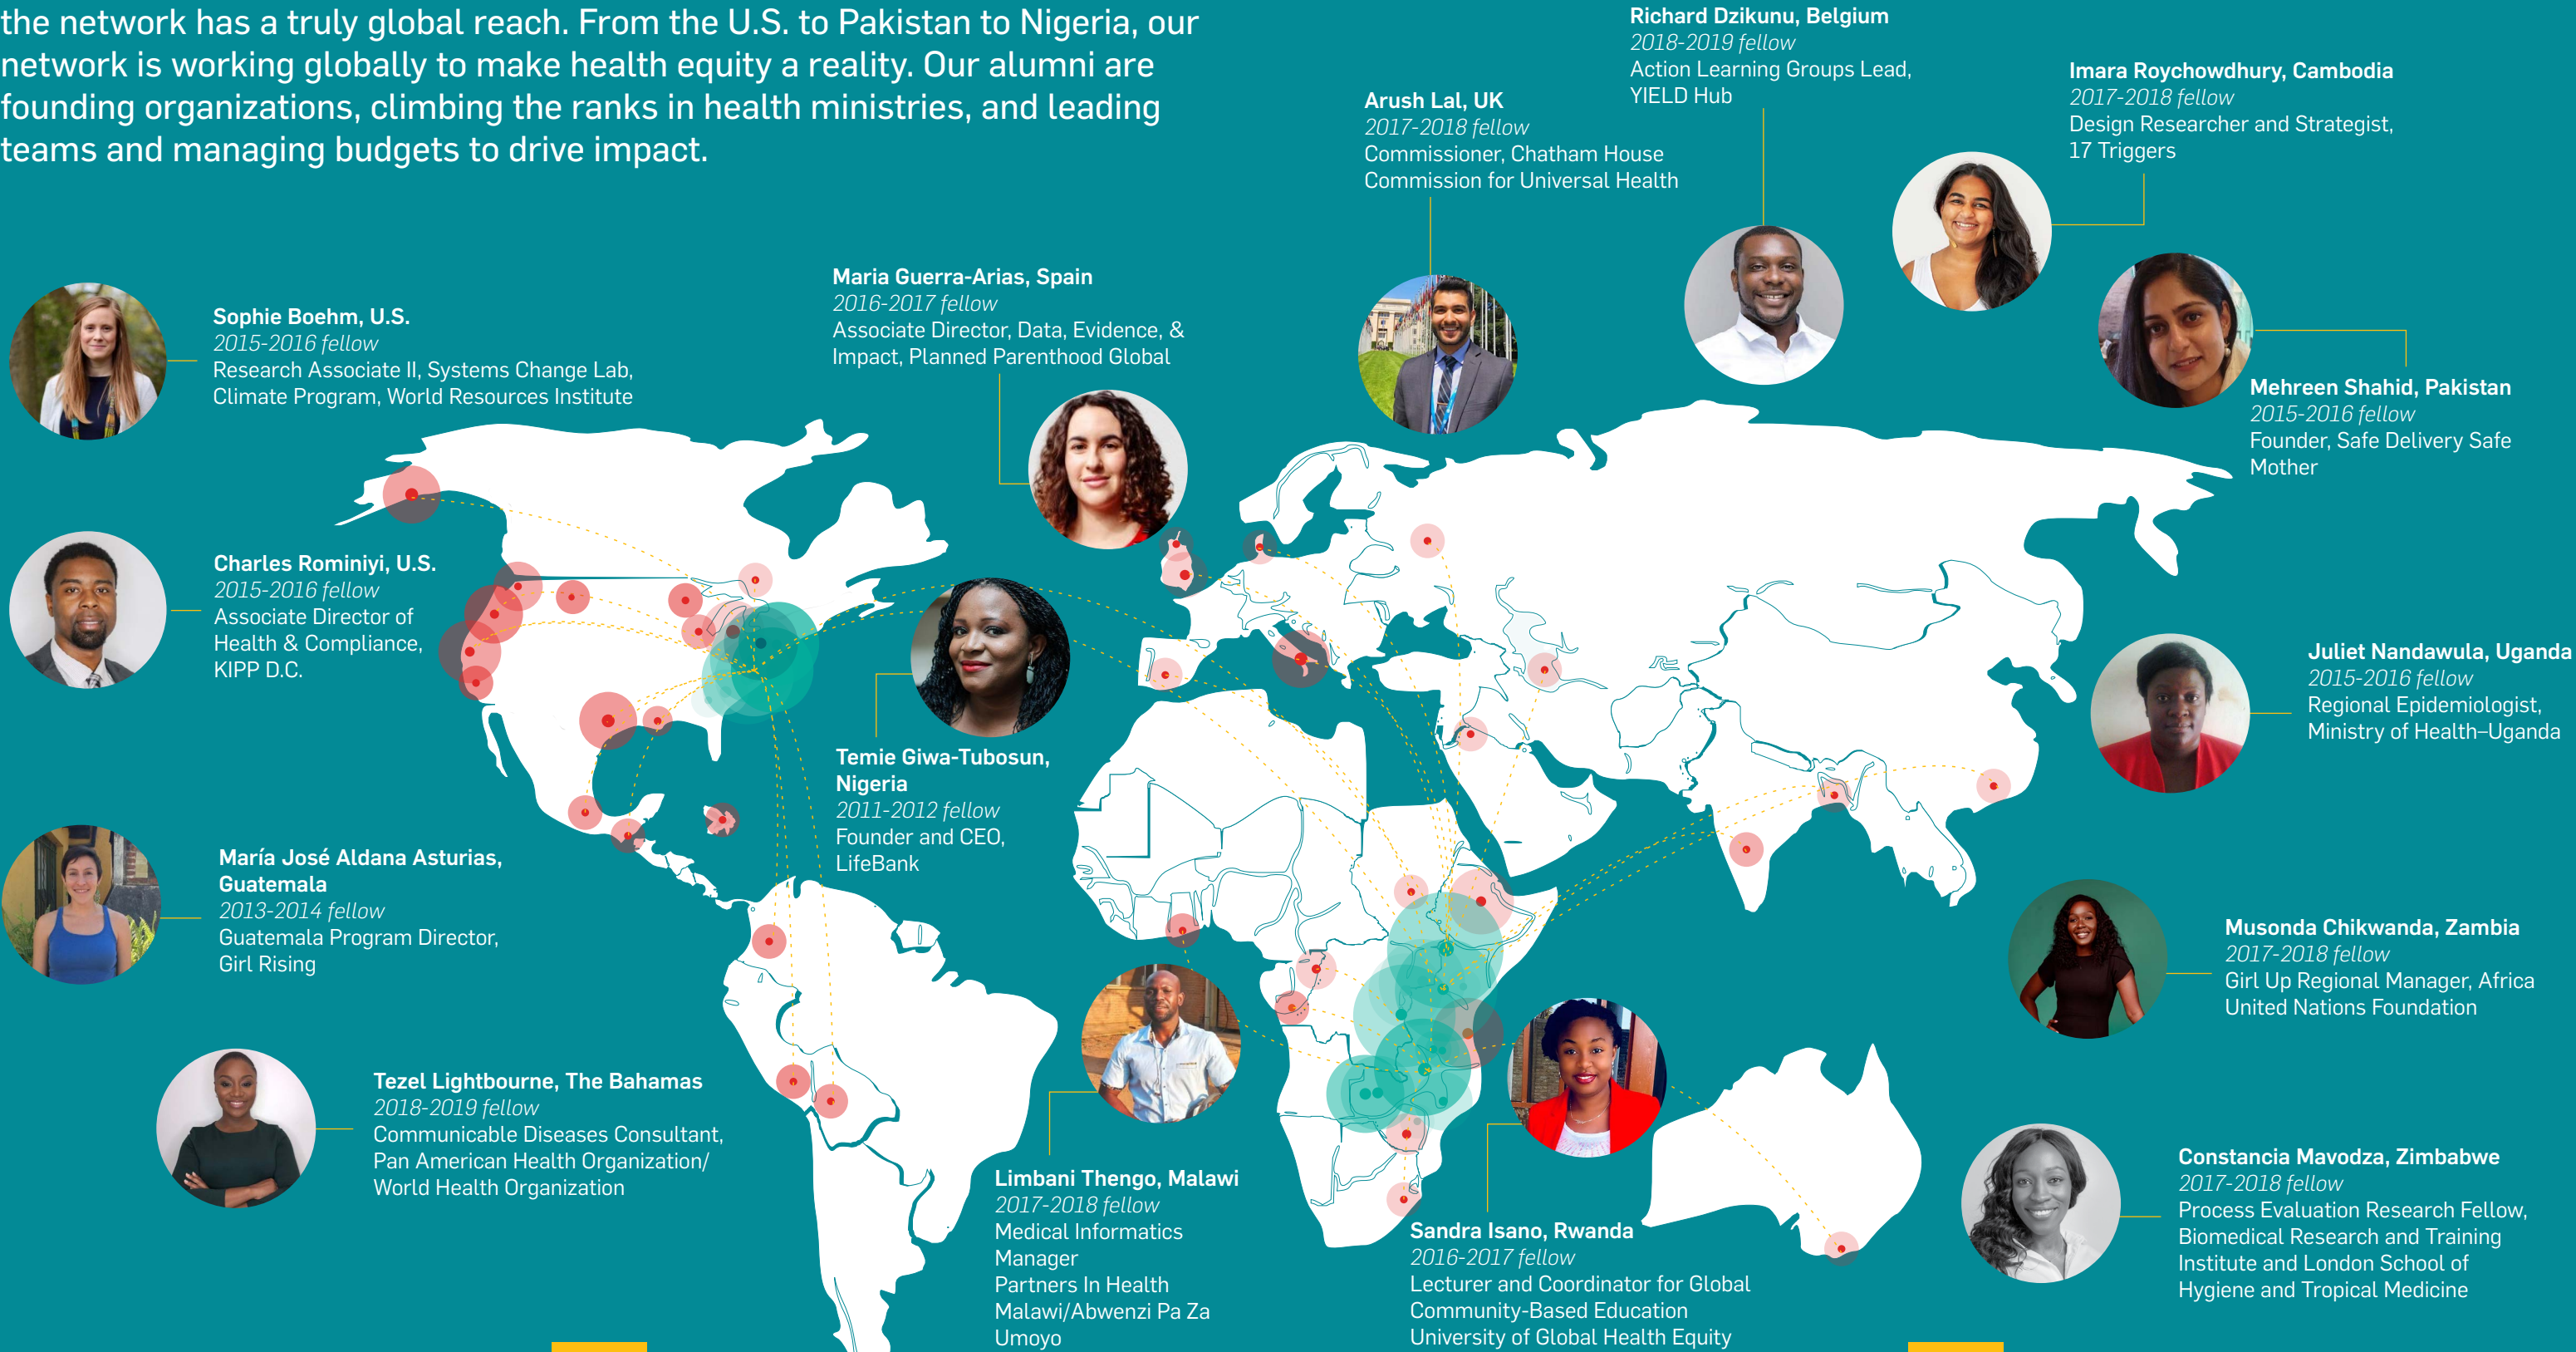 the network has a truly global reach. From the U.S. to Pakistan to Nigeria, our
network is working globally to make health equity a reality. Our alumni are
founding organizations, climbing the ranks in health ministries, and leading
teams and managing budgets to drive impact.
Richard Dzikunu, Belgium
2018-2019 fellow
Action Learning Groups Lead,
YIELD Hub
Imara Roychowdhury, Cambodia
2017-2018 fellow
Design Researcher and Strategist,
17 Triggers
Arush Lal, UK
2017-2018 fellow
Commissioner, Chatham House
Commission for Universal Health
Maria Guerra-Arias, Spain
2016-2017 fellow
Associate Director, Data, Evidence, &
Impact, Planned Parenthood Global
Sophie Boehm, U.S.
2015-2016 fellow
Research Associate II, Systems Change Lab,
Climate Program, World Resources Institute
Mehreen Shahid, Pakistan
2015-2016 fellow
Founder, Safe Delivery Safe
Mother
Charles Rominiyi, U.S.
2015-2016 fellow
Associate Director of
Health & Compliance,
KIPP D.C.
Temie Giwa-Tubosun,
Nigeria
2011-2012 fellow
Founder and CEO,
LifeBank
Juliet Nandawula, Uganda
2015-2016 fellow
Regional Epidemiologist,
Ministry of Health–Uganda
María José Aldana Asturias,
Guatemala
2013-2014 fellow
Guatemala Program Director,
Girl Rising
Musonda Chikwanda, Zambia
2017-2018 fellow
Girl Up Regional Manager, Africa
United Nations Foundation
Tezel Lightbourne, The Bahamas
2018-2019 fellow
Communicable Diseases Consultant,
Pan American Health Organization/
World Health Organization
Limbani Thengo, Malawi
2017-2018 fellow
Medical Informatics
Manager
Partners In Health
Malawi/Abwenzi Pa Za
Umoyo
Sandra Isano, Rwanda
2016-2017 fellow
Lecturer and Coordinator for Global
Community-Based Education
University of Global Health Equity
Constancia Mavodza, Zimbabwe
2017-2018 fellow
Process Evaluation Research Fellow,
Biomedical Research and Training
Institute and London School of
Hygiene and Tropical Medicine